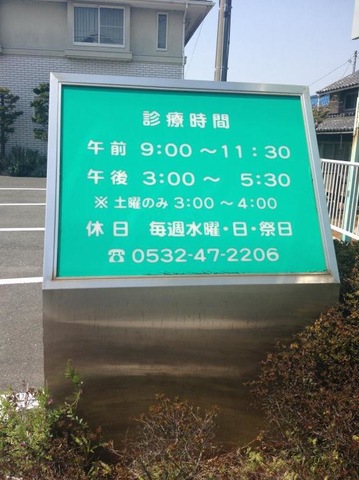 診療時間
午前 9:00 ～ 11:30
午後 3:00 ～ 5:30
※ 土曜のみ 3:00 ～ 4:00
休日 毎週水曜・日・祭日
☎ 0532-47-2206